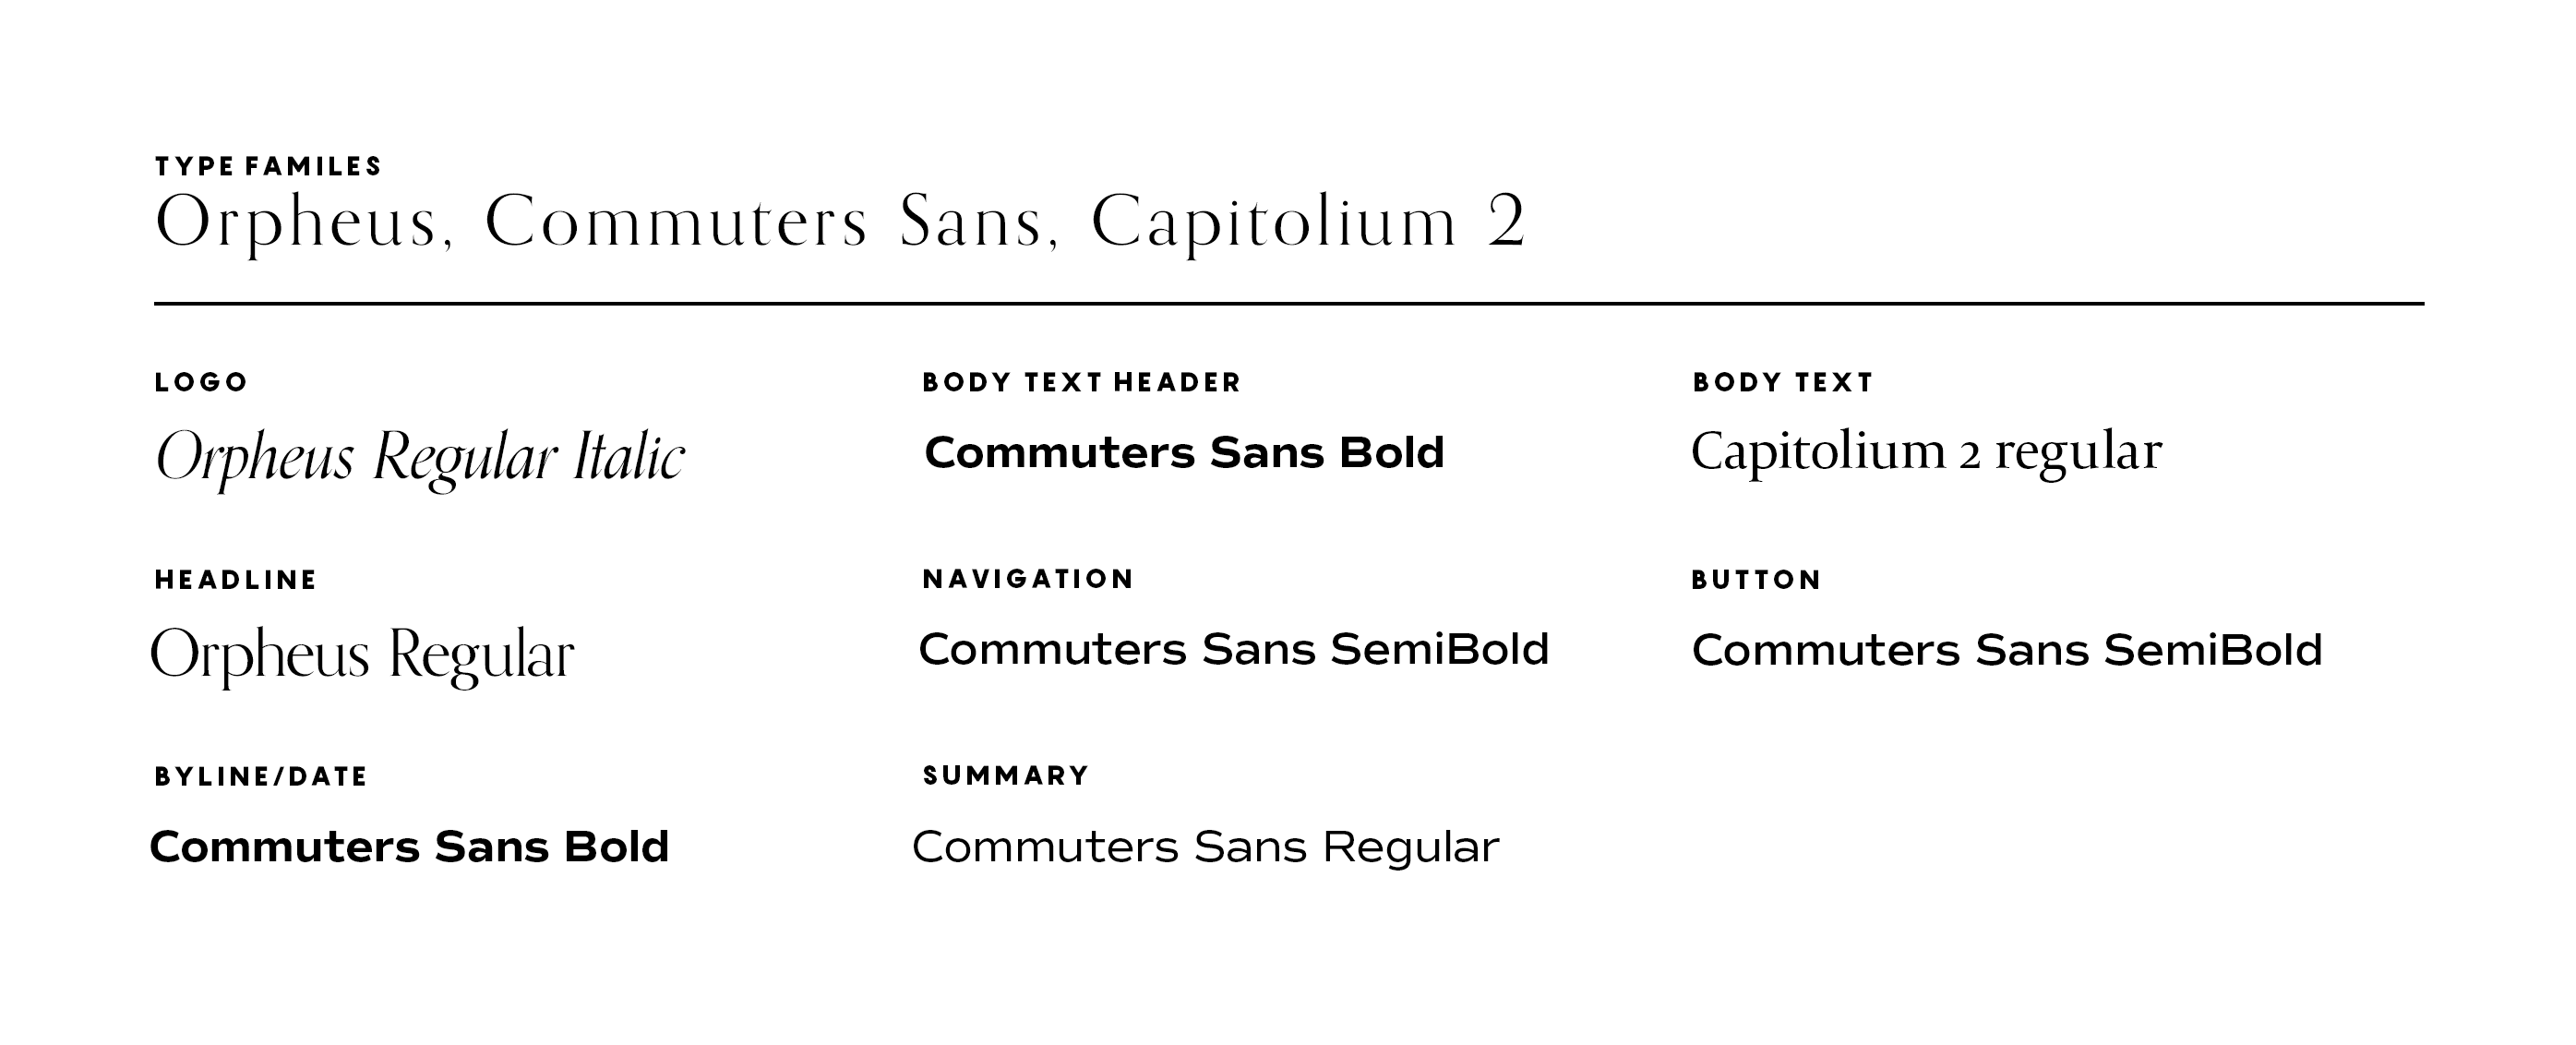 TYPE FAMILES
Orpheus, Commuters Sans, Capitolium 2
LOGO
Orpheus Regular Italic
BODY TEXT HEADER
Commuters Sans Bold
BODY TEXT
Capitolium 2 regular
HEADLINE
Orpheus Regular
NAVIGATION
Commuters Sans SemiBold
BUTTON
Commuters Sans SemiBold
BYLINE/DATE
Commuters Sans Bold
SUMMARY
Commuters Sans Regular